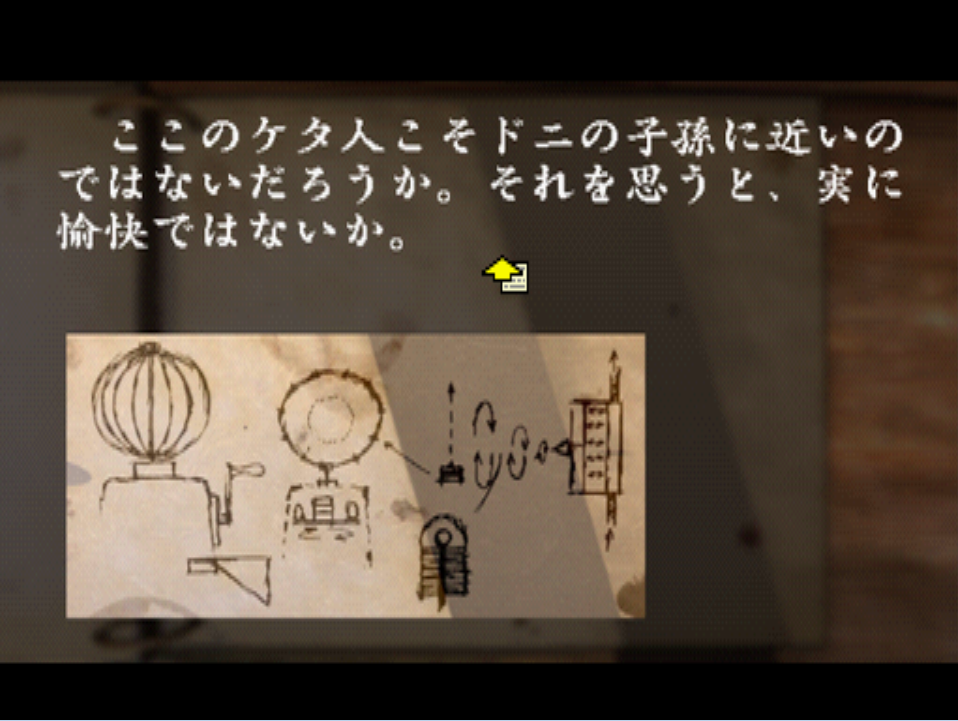 ここのケタ人こそドニの子孫に近いの
ではないだろうか。それを思うと、実に
愉快ではないか。